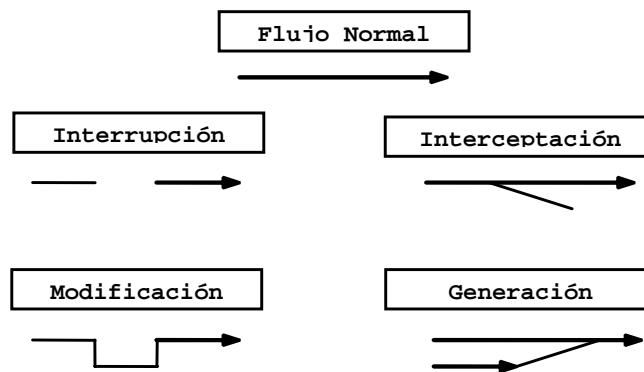 Flujo Normal
Interrupción
Interceptación
Modificación
Generación